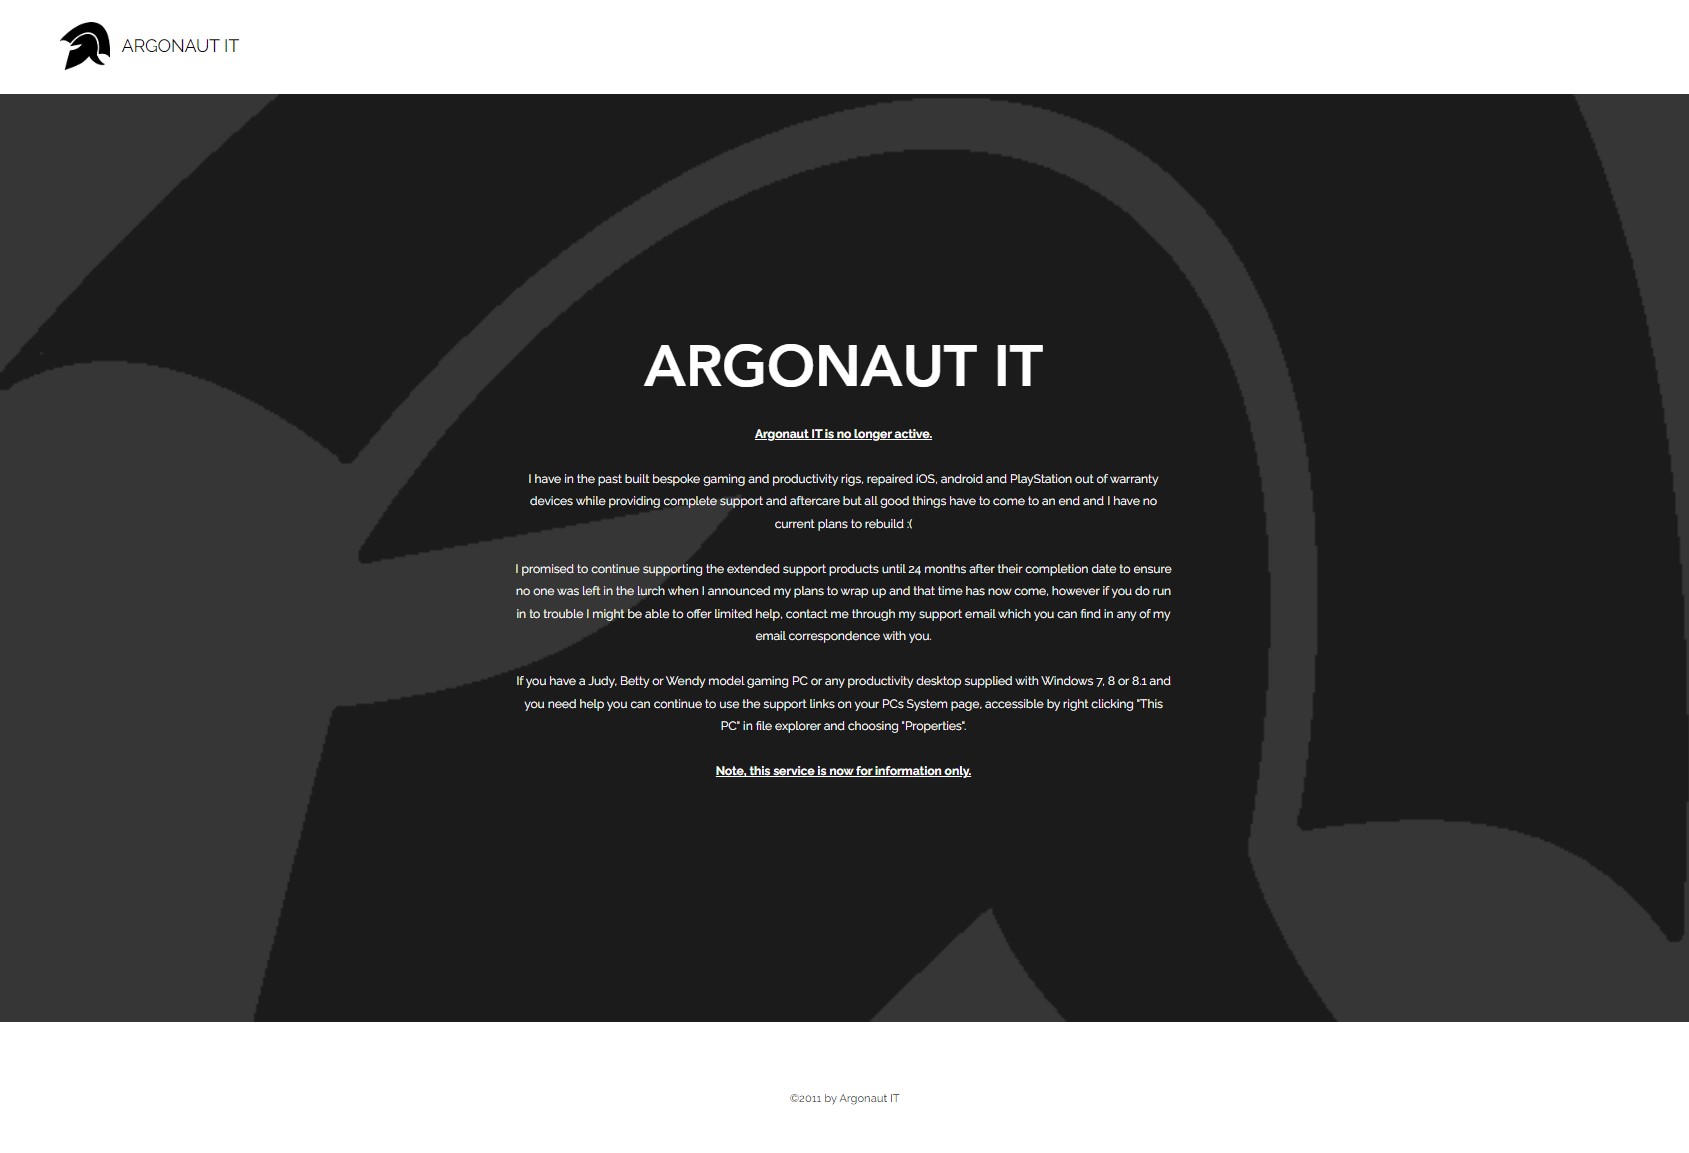 ARGONAUT IT
ARGONAUT IT
Argonaut IT is no longer active.
I have in the past built bespoke gaming and productivity rigs, repaired iOS, android and PlayStation out of warranty
devices while providing complete support and aftercare but all good things have to come to an end and I have no
current plans to rebuild :(
I promised to continue supporting the extended support products until 24 months after their completion date to ensure
no one was left in the lurch when I announced my plans to wrap up and that time has now come, however if you do run
in to trouble I might be able to offer limited help, contact me through my support email which you can find in any of my
email correspondence with you.
If you have a Judy, Betty or Wendy model gaming PC or any productivity desktop supplied with Windows 7, 8 or 8.1 and
you need help you can continue to use the support links on your PCs System page, accessible by right clicking "This
PC" in file explorer and choosing "Properties".
Note, this service is now for information only.
©2011 by Argonaut IT